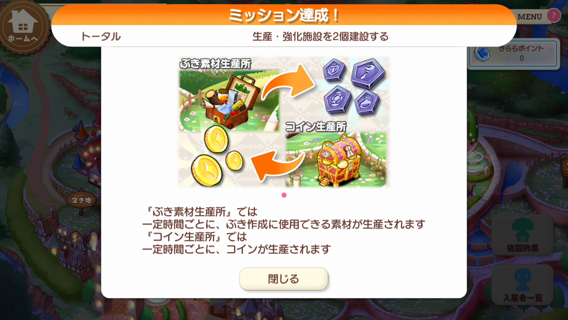 ミッション達成！
トータル 生産・強化施設を2個建設する
MENU ?
ホームへ
きららポイント
0
ぶき素材生産所
コイン生産所
空き地
『ぶき素材生産所』では
一定時間ごとに、ぶき作成に使用できる素材が生産されます
『コイン生産所』では
一定時間ごとに、コインが生産されます
閉じる
施設効果
入居者一覧